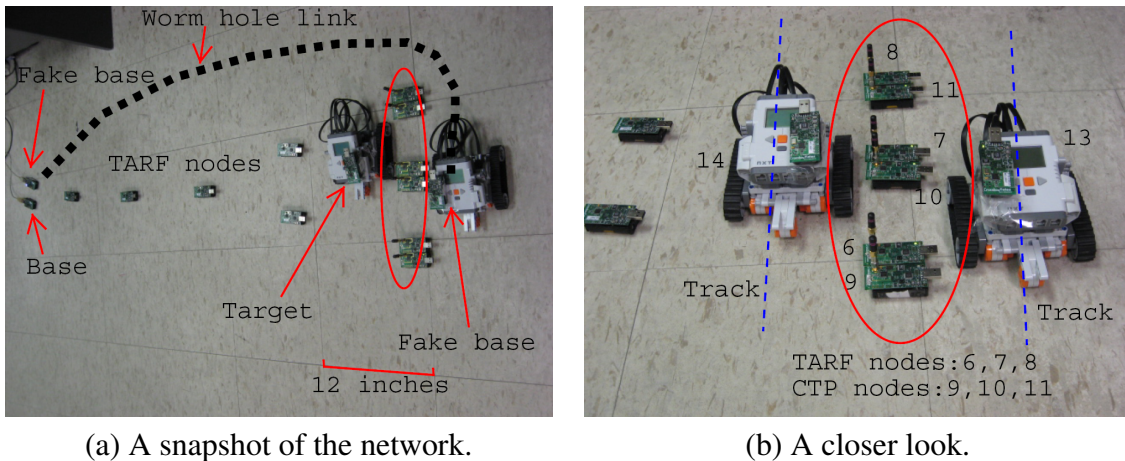 Worm hole link
Fake base
TARF nodes
Base
Target
Fake base
12 inches
8
11
7
14
13
10
6
9
Track
Track
TARF nodes:6,7,8
CTP nodes:9,10,11
(a) A snapshot of the network.
(b) A closer look.